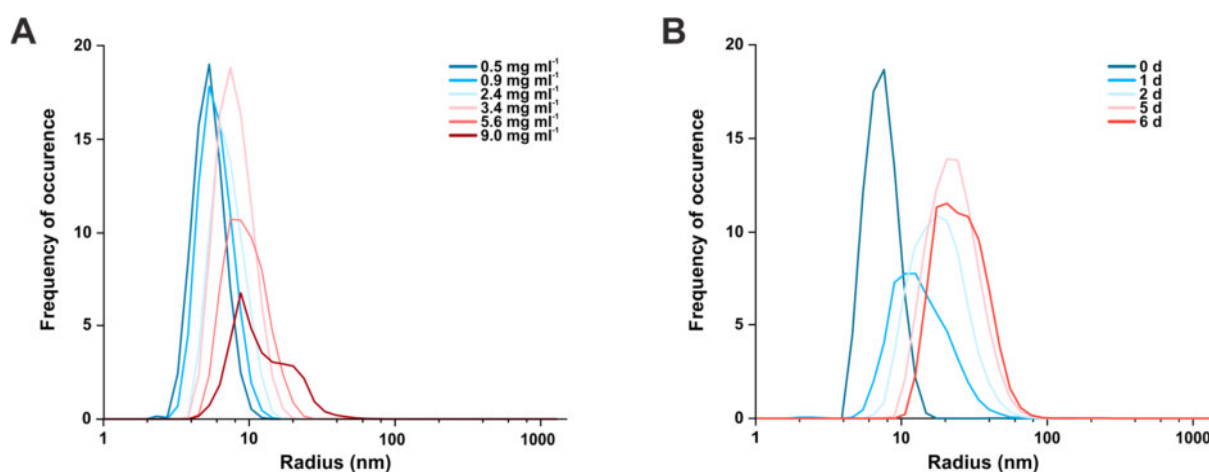 A
Frequency of occurence
20
15
10
5
0
1
10
100
1000
Radius (nm)
0.5 mg ml⁻¹
0.9 mg ml⁻¹
2.4 mg ml⁻¹
3.4 mg ml⁻¹
5.6 mg ml⁻¹
9.0 mg ml⁻¹
B
Frequency of occurence
20
15
10
5
0
1
10
100
1000
Radius (nm)
0 d
1 d
2 d
5 d
6 d